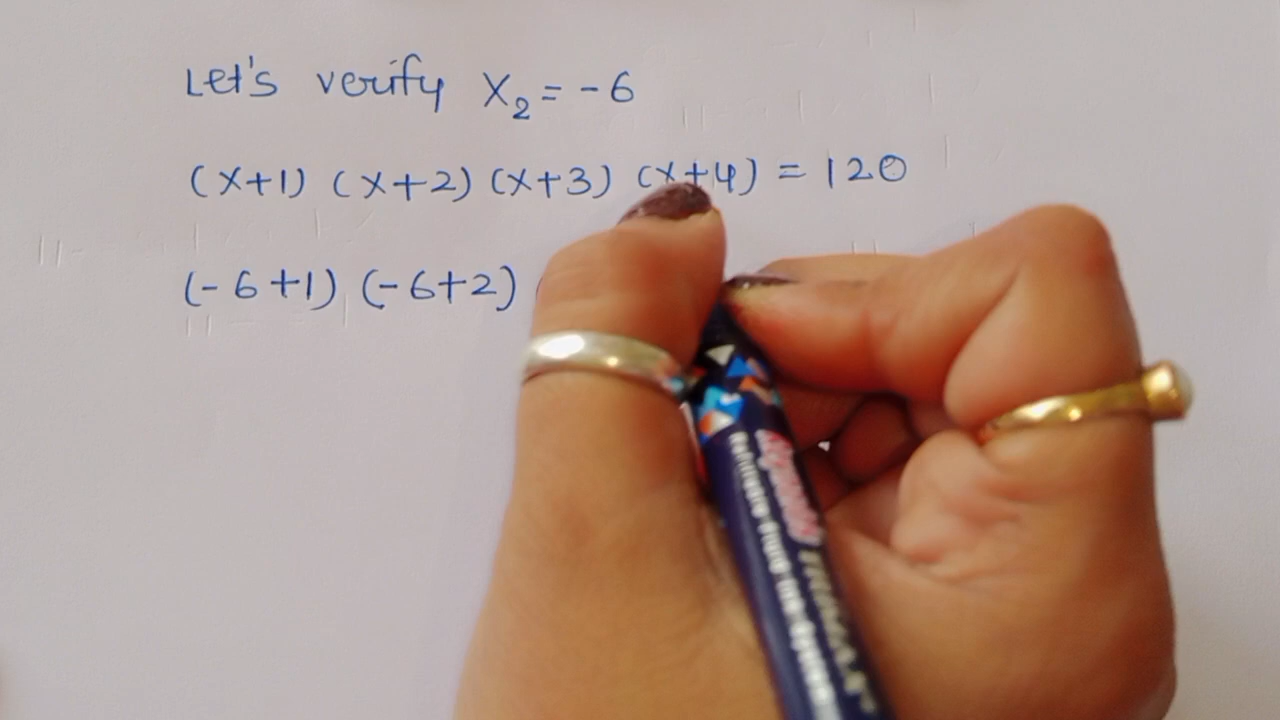 Let's verify X₂ = -6
(x+1) (x+2) (x+3) (x+4) = 120
(-6+1) (-6+2) (